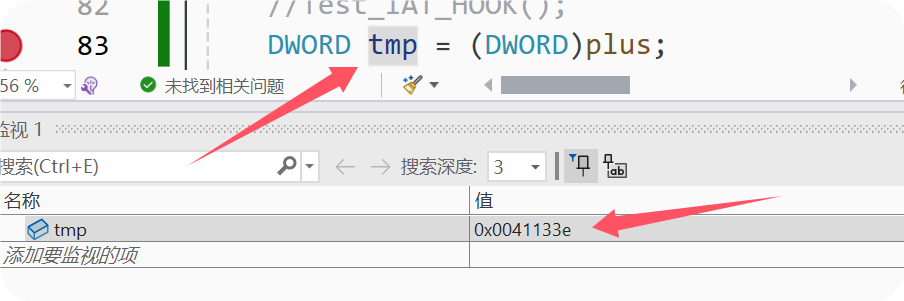 82 //Test_IAT_HOOK();
83 DWORD tmp = (DWORD)plus;
56 % 未找到相关问题
监视 1
搜索(Ctrl+E) 搜索深度: 3
名称 值
tmp 0x0041133e
添加要监视的项